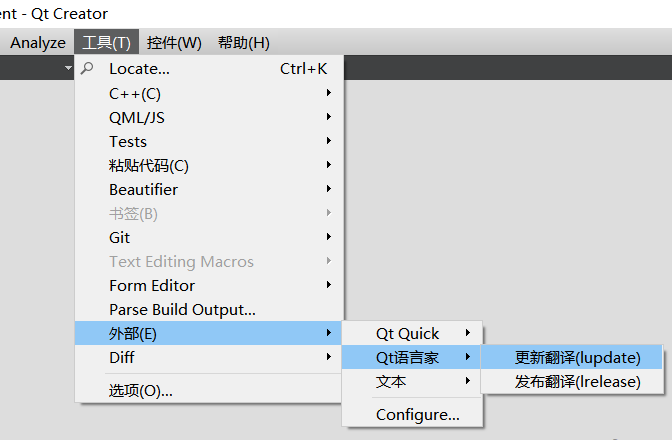 ent - Qt Creator
Analyze 工具(T) 控件(W) 帮助(H)
Locate... Ctrl+K
C++(C)
QML/JS
Tests
粘贴代码(C)
Beautifier
书签(B)
Git
Text Editing Macros
Form Editor
Parse Build Output...
外部(E)
Diff
选项(O)...
Qt Quick
Qt语言家
文本
Configure...
更新翻译(lupdate)
发布翻译(lrelease)